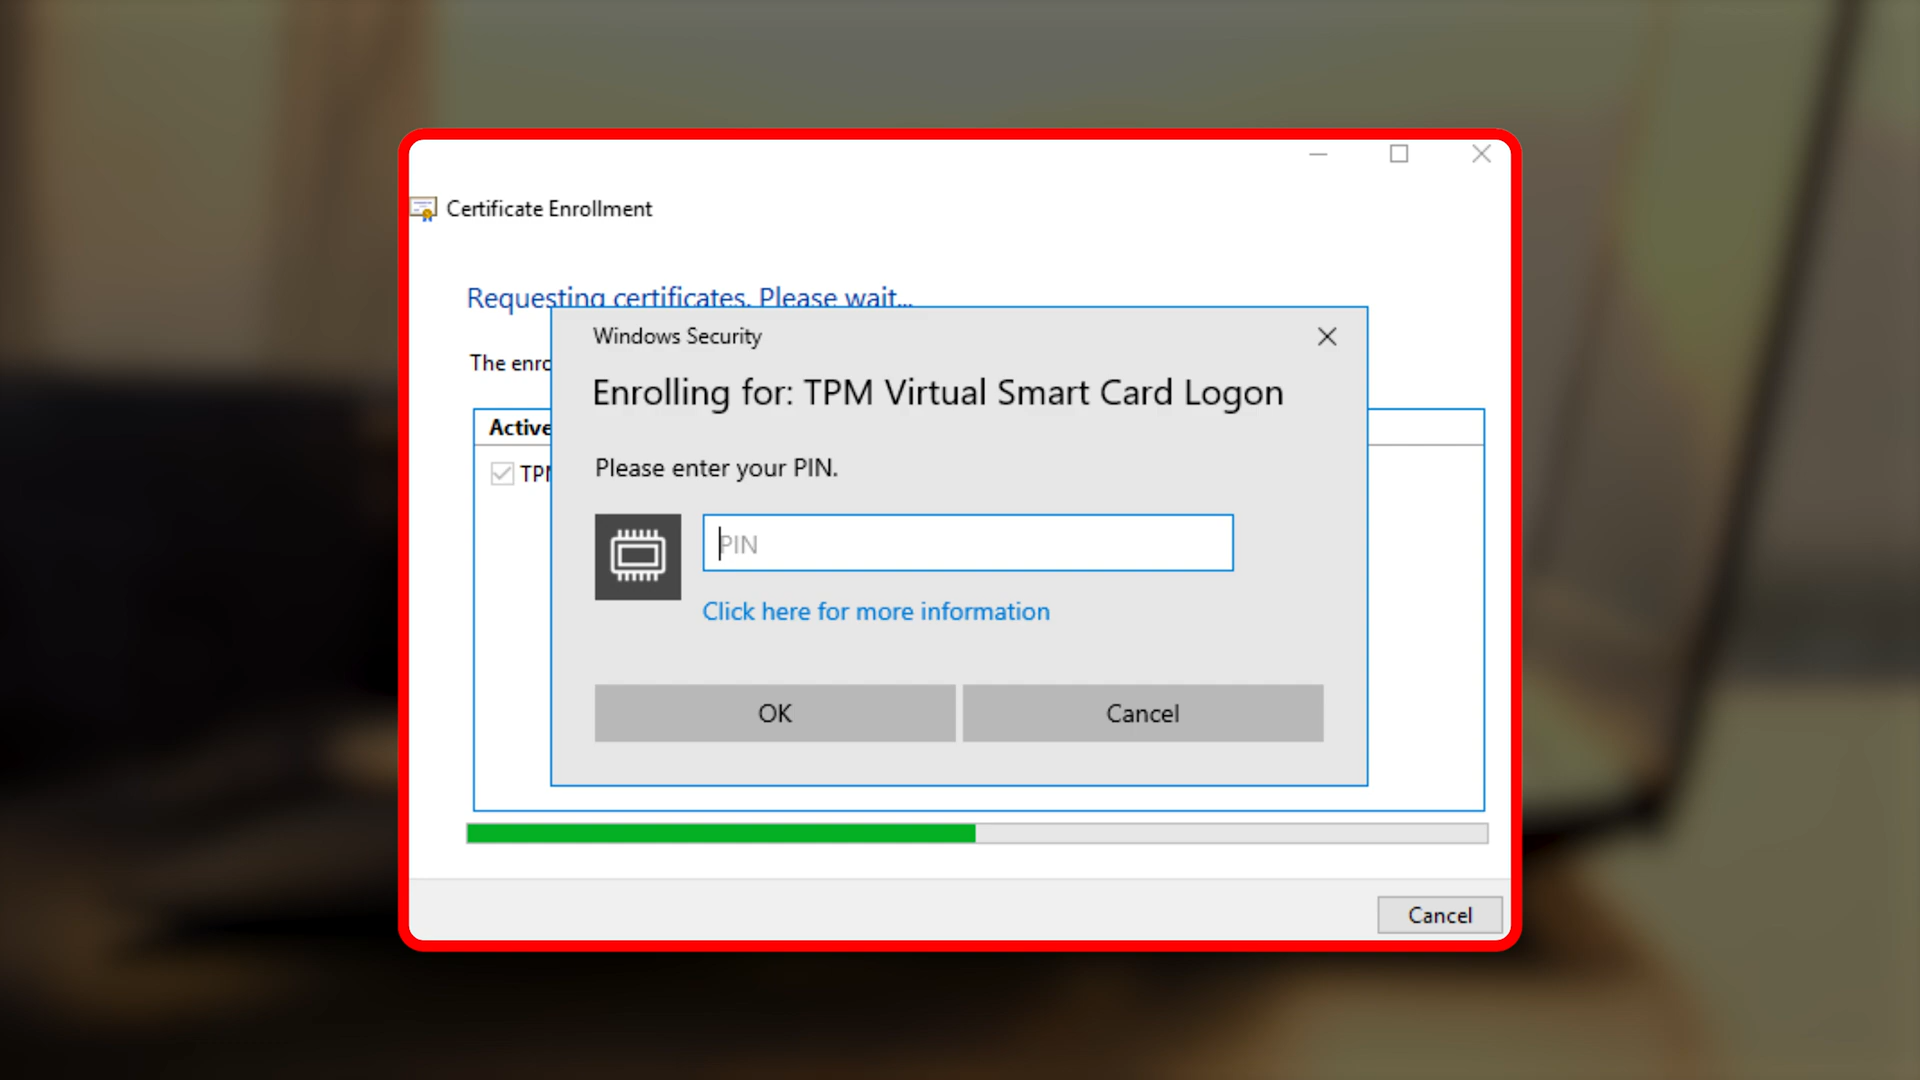 Certificate Enrollment
Requesting certificates. Please wait...
The enro
Active
TPM
Windows Security
Enrolling for: TPM Virtual Smart Card Logon
Please enter your PIN.
PIN
Click here for more information
OK
Cancel
Cancel